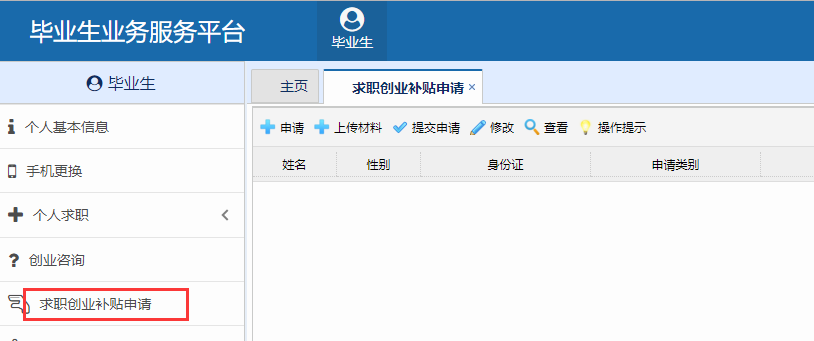 毕业生业务服务平台
毕业生
毕业生
主页 求职创业补贴申请 ×
个人基本信息
手机更换
个人求职
创业咨询
求职创业补贴申请
申请 上传材料 提交申请 修改 查看 操作提示
姓名 性别 身份证 申请类别